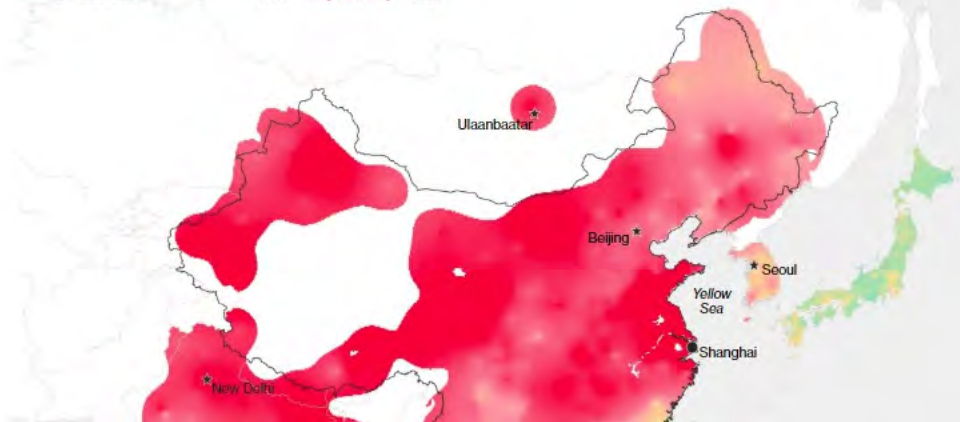 Ulaanbaatar
Beijing
Seoul
Yellow
Sea
Shanghai
New Delhi